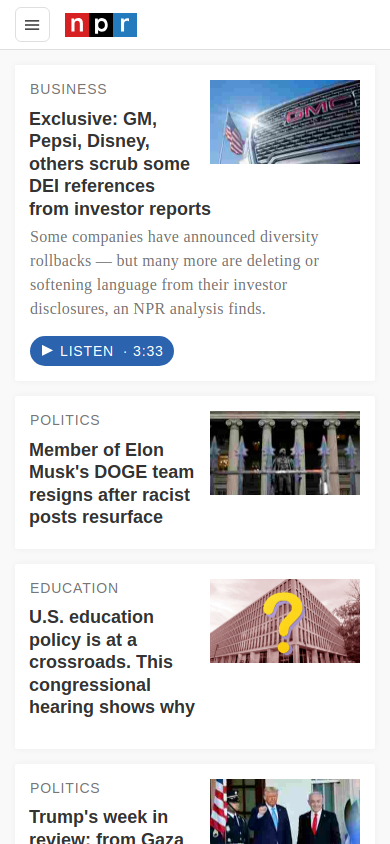 npr
BUSINESS
Exclusive: GM,
Pepsi, Disney,
others scrub some
DEI references
from investor reports
GMC
Some companies have announced diversity
rollbacks — but many more are deleting or
softening language from their investor
disclosures, an NPR analysis finds.
LISTEN · 3:33
POLITICS
Member of Elon
Musk's DOGE team
resigns after racist
posts resurface
EDUCATION
U.S. education
policy is at a
crossroads. This
congressional
hearing shows why
?
POLITICS
Trump's week in
review: from Gaza